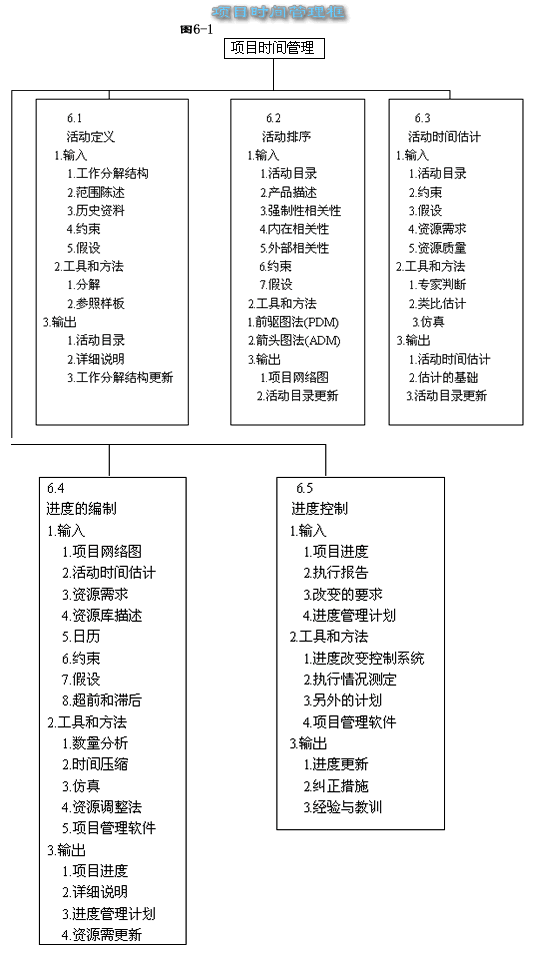 项目时间管理框
图6-1
项目时间管理
6.1
活动定义
1.输入
1.工作分解结构
2.范围陈述
3.历史资料
4.约束
5.假设
2.工具和方法
1.分解
2.参照样板
3.输出
1.活动目录
2.详细说明
3.工作分解结构更新
6.2
活动排序
1.输入
1.活动目录
2.产品描述
3.强制性相关性
4.内在相关性
5.外部相关性
6.约束
7.假设
2.工具和方法
1.前驱图法(PDM)
2.箭头图法(ADM)
3.输出
1.项目网络图
2.活动目录更新
6.3
活动时间估计
1.输入
1.活动目录
2.约束
3.假设
4.资源需求
5.资源质量
2.工具和方法
1.专家判断
2.类比估计
3.仿真
3.输出
1.活动时间估计
2.估计的基础
3.活动目录更新
6.4
进度的编制
1.输入
1.项目网络图
2.活动时间估计
3.资源需求
4.资源库描述
5.日历
6.约束
7.假设
8.超前和滞后
2.工具和方法
1.数量分析
2.时间压缩
3.仿真
4.资源调整法
5.项目管理软件
3.输出
1.项目进度
2.详细说明
3.进度管理计划
4.资源需更新
6.5
进度控制
1.输入
1.项目进度
2.执行报告
3.改变的要求
4.进度管理计划
2.工具和方法
1.进度改变控制系统
2.执行情况测定
3.另外的计划
4.项目管理软件
3.输出
1.进度更新
2.纠正措施
3.经验与教训